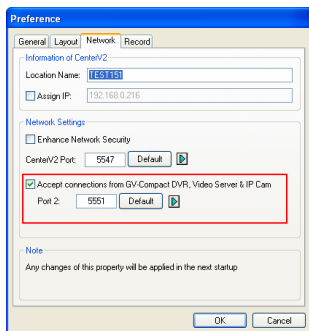 Preference
General Layout Network Record
Information of CenterV2
Location Name: TEST151
Assign IP: 192.168.0.216
Network Settings
Enhance Network Security
CenterV2 Port: 5547 Default
Accept connections from GV-Compact DVR, Video Server & IP Cam
Port 2: 5551 Default
Note
Any changes of this property will be applied in the next startup
OK Cancel